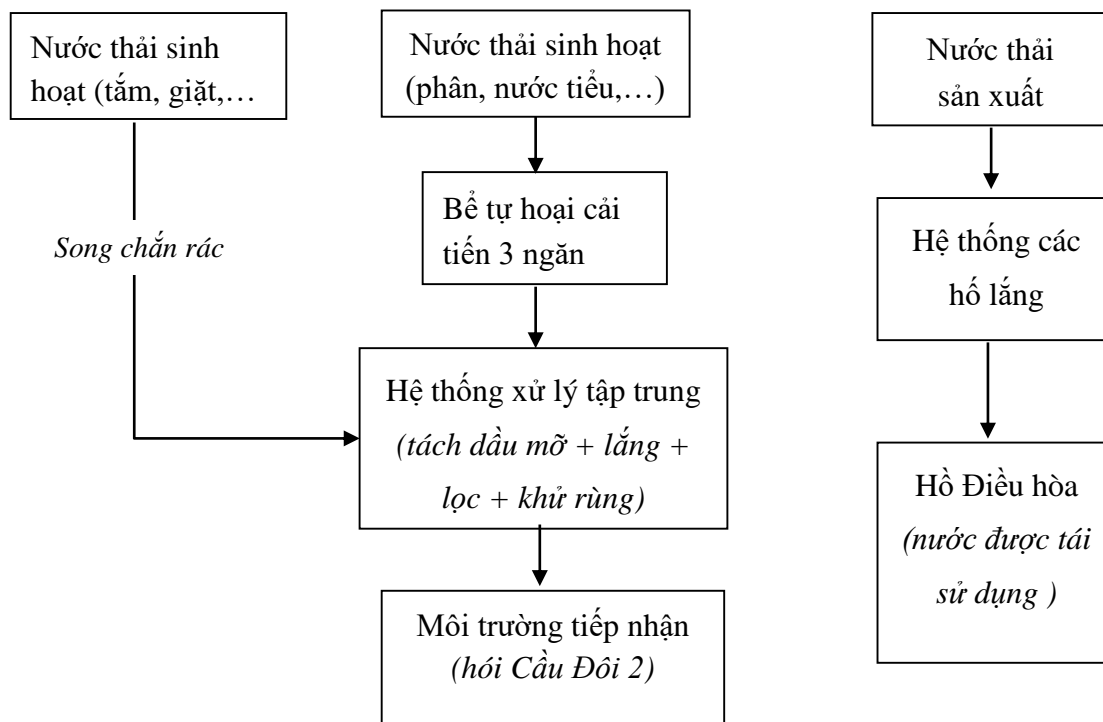 Nước thải sinh
hoạt (tắm, giặt,…
Nước thải sinh hoạt
(phân, nước tiểu,…)
Nước thải
sản xuất
Song chắn rác
Bể tự hoại cải
tiến 3 ngăn
Hệ thống các
hố lắng
Hệ thống xử lý tập trung
(tách dầu mỡ + lắng +
lọc + khử rùng)
Hồ Điều hòa
(nước được tái
sử dụng )
Môi trường tiếp nhận
(hói Cầu Đôi 2)